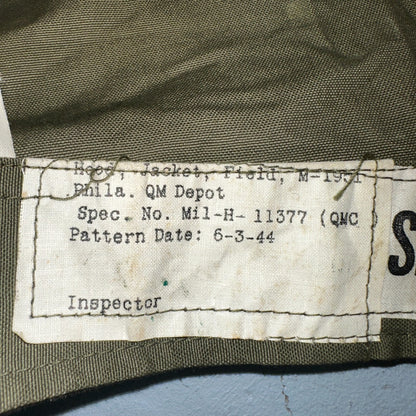 Hood, Jacket, Field, M-1951
Phila. QM Depot
Spec. No. Mil-H- 11377 (QMC
Pattern Date: 6-3-44
S
Inspector